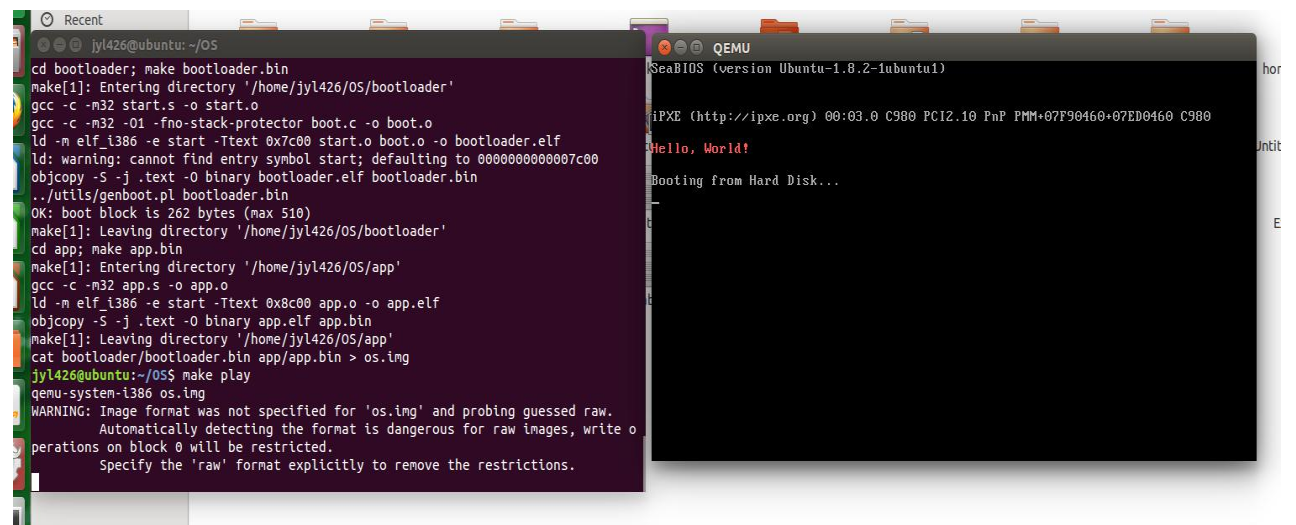 Recent
jyl426@ubuntu: ~/OS
cd bootloader; make bootloader.bin
make[1]: Entering directory '/home/jyl426/OS/bootloader'
gcc -c -m32 start.s -o start.o
gcc -c -m32 -O1 -fno-stack-protector boot.c -o boot.o
ld -m elf_i386 -e start -Ttext 0x7c00 start.o boot.o -o bootloader.elf
ld: warning: cannot find entry symbol start; defaulting to 0000000000007c00
objcopy -S -j .text -O binary bootloader.elf bootloader.bin
../utils/genboot.pl bootloader.bin
OK: boot block is 262 bytes (max 510)
make[1]: Leaving directory '/home/jyl426/OS/bootloader'
cd app; make app.bin
make[1]: Entering directory '/home/jyl426/OS/app'
gcc -c -m32 app.s -o app.o
ld -m elf_i386 -e start -Ttext 0x8c00 app.o -o app.elf
objcopy -S -j .text -O binary app.elf app.bin
make[1]: Leaving directory '/home/jyl426/OS/app'
cat bootloader/bootloader.bin app/app.bin > os.img
jyl426@ubuntu:~/OS$ make play
qemu-system-i386 os.img
WARNING: Image format was not specified for 'os.img' and probing guessed raw.
Automatically detecting the format is dangerous for raw images, write o
perations on block 0 will be restricted.
Specify the 'raw' format explicitly to remove the restrictions.
QEMU
SeaBIOS (version Ubuntu-1.8.2-1ubuntu1)
iPXE (http://ipxe.org) 00:03.0 C980 PCI2.10 PnP PMM+07F90460+07ED0460 C980
Hello, World!
Booting from Hard Disk...
hor
Untit
E